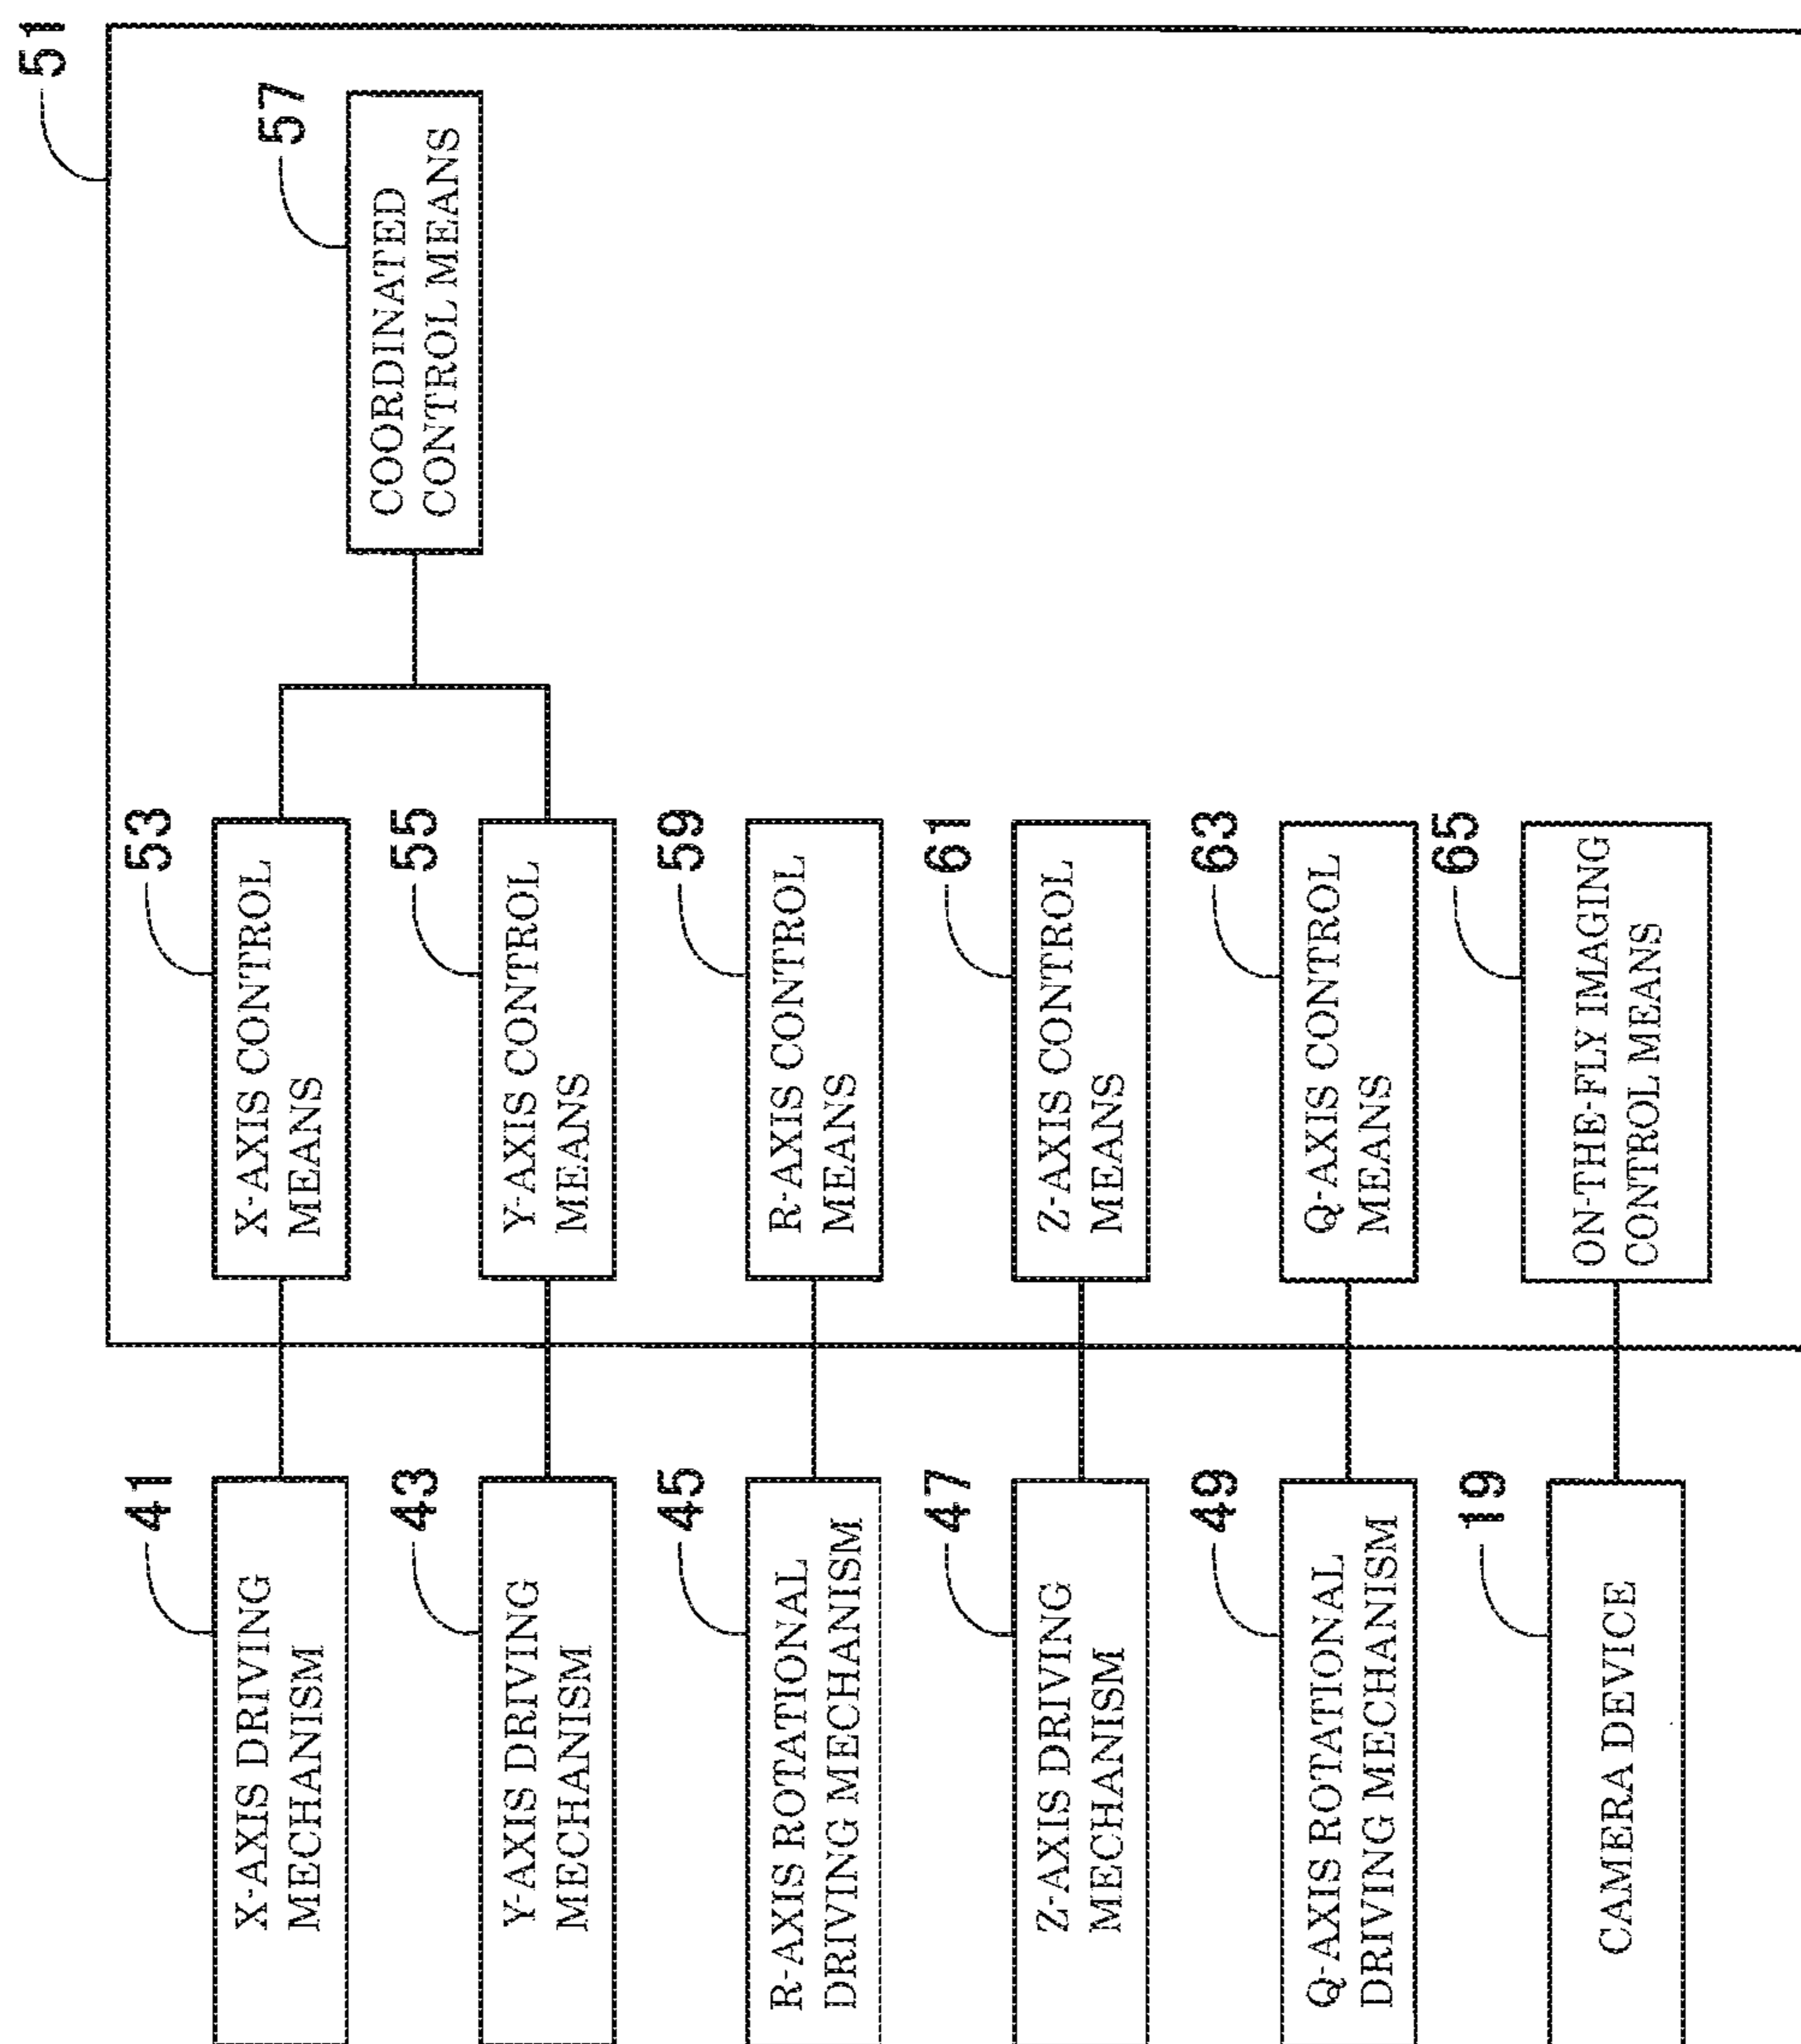 51
41
X-AXIS DRIVING
MECHANISM
53
X-AXIS CONTROL
MEANS
57
COORDINATED
CONTROL MEANS
43
Y-AXIS DRIVING
MECHANISM
55
Y-AXIS CONTROL
MEANS
45
R-AXIS ROTATIONAL
DRIVING MECHANISM
59
R-AXIS CONTROL
MEANS
47
Z-AXIS DRIVING
MECHANISM
61
Z-AXIS CONTROL
MEANS
49
Q-AXIS ROTATIONAL
DRIVING MECHANISM
63
Q-AXIS CONTROL
MEANS
19
CAMERA DEVICE
65
ON-THE-FLY IMAGING
CONTROL MEANS